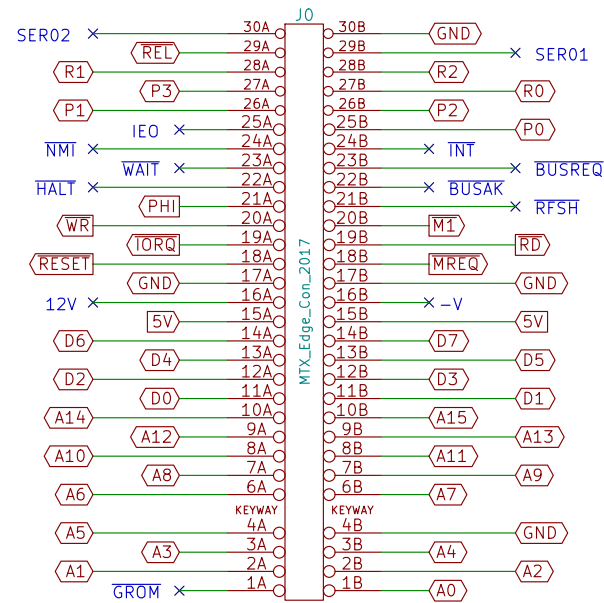 J0
SER02 30A 30B GND
REL 29A 29B SER01
R1 28A 28B R2
P3 27A 27B R0
P1 26A 26B P2
IEO 25A 25B P0
NMI 24A 24B INT
WAIT 23A 23B BUSREQ
HALT 22A 22B BUSAK
PHI 21A 21B RFSH
WR 20A 20B M1
IORQ 19A 19B RD
RESET 18A 18B MREQ
GND 17A 17B GND
12V 16A 16B -V
5V 15A 15B 5V
D6 14A 14B D7
D4 13A 13B D5
D2 12A 12B D3
D0 11A 11B D1
A14 10A 10B A15
A12 9A 9B A13
A10 8A 8B A11
A8 7A 7B A9
A6 6A 6B A7
KEYWAY KEYWAY
A5 4A 4B GND
A3 3A 3B A4
A1 2A 2B A2
GROM 1A 1B A0
MTX_Edge_Con_2017